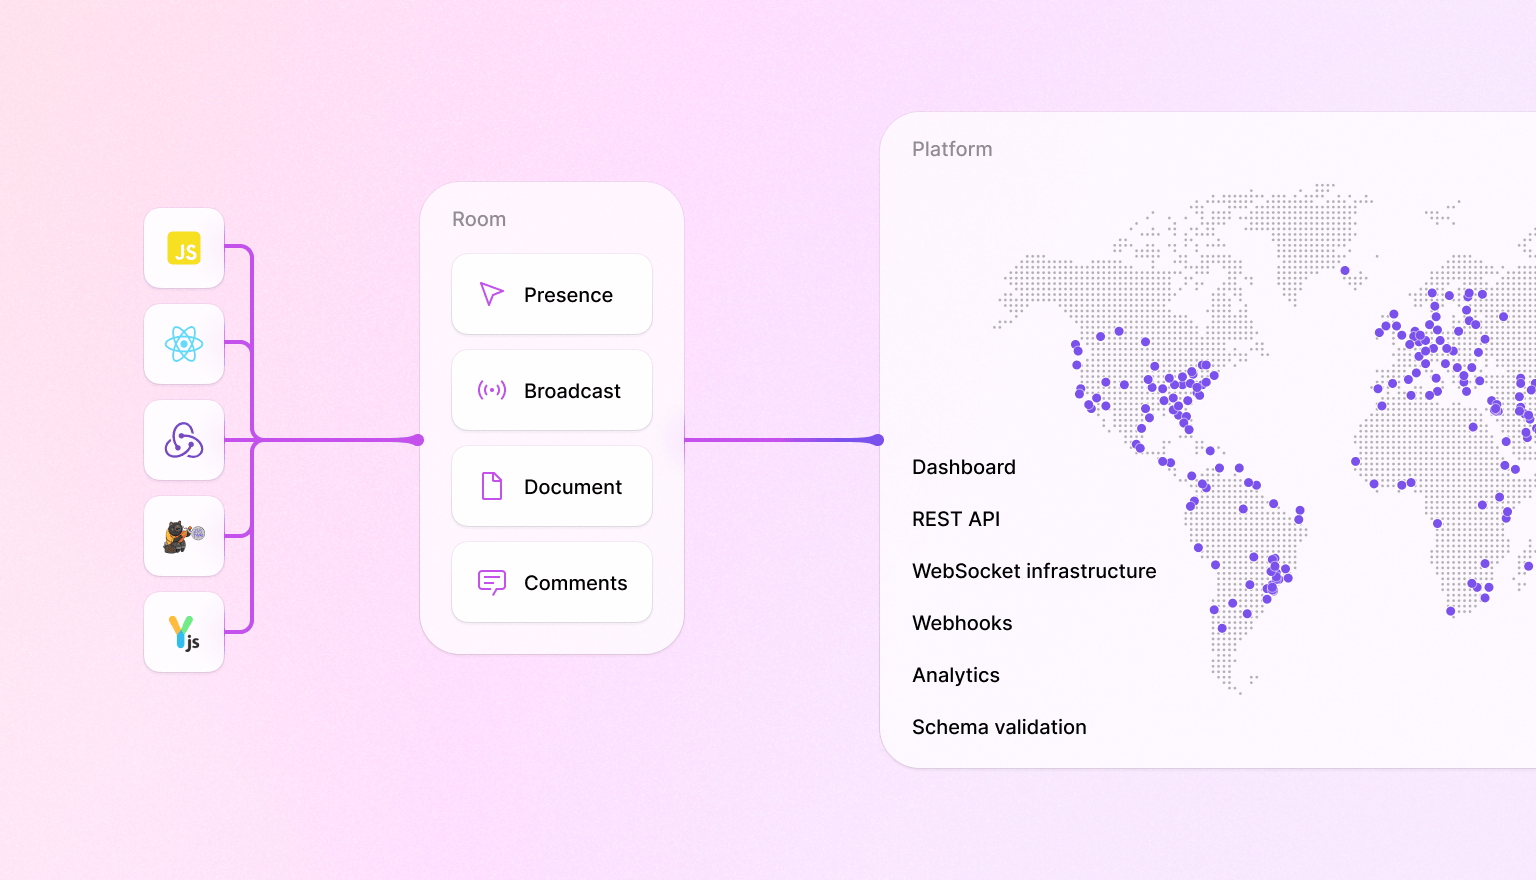 JS
Yjs
Room
Presence
Broadcast
Document
Comments
Platform
Dashboard
REST API
WebSocket infrastructure
Webhooks
Analytics
Schema validation